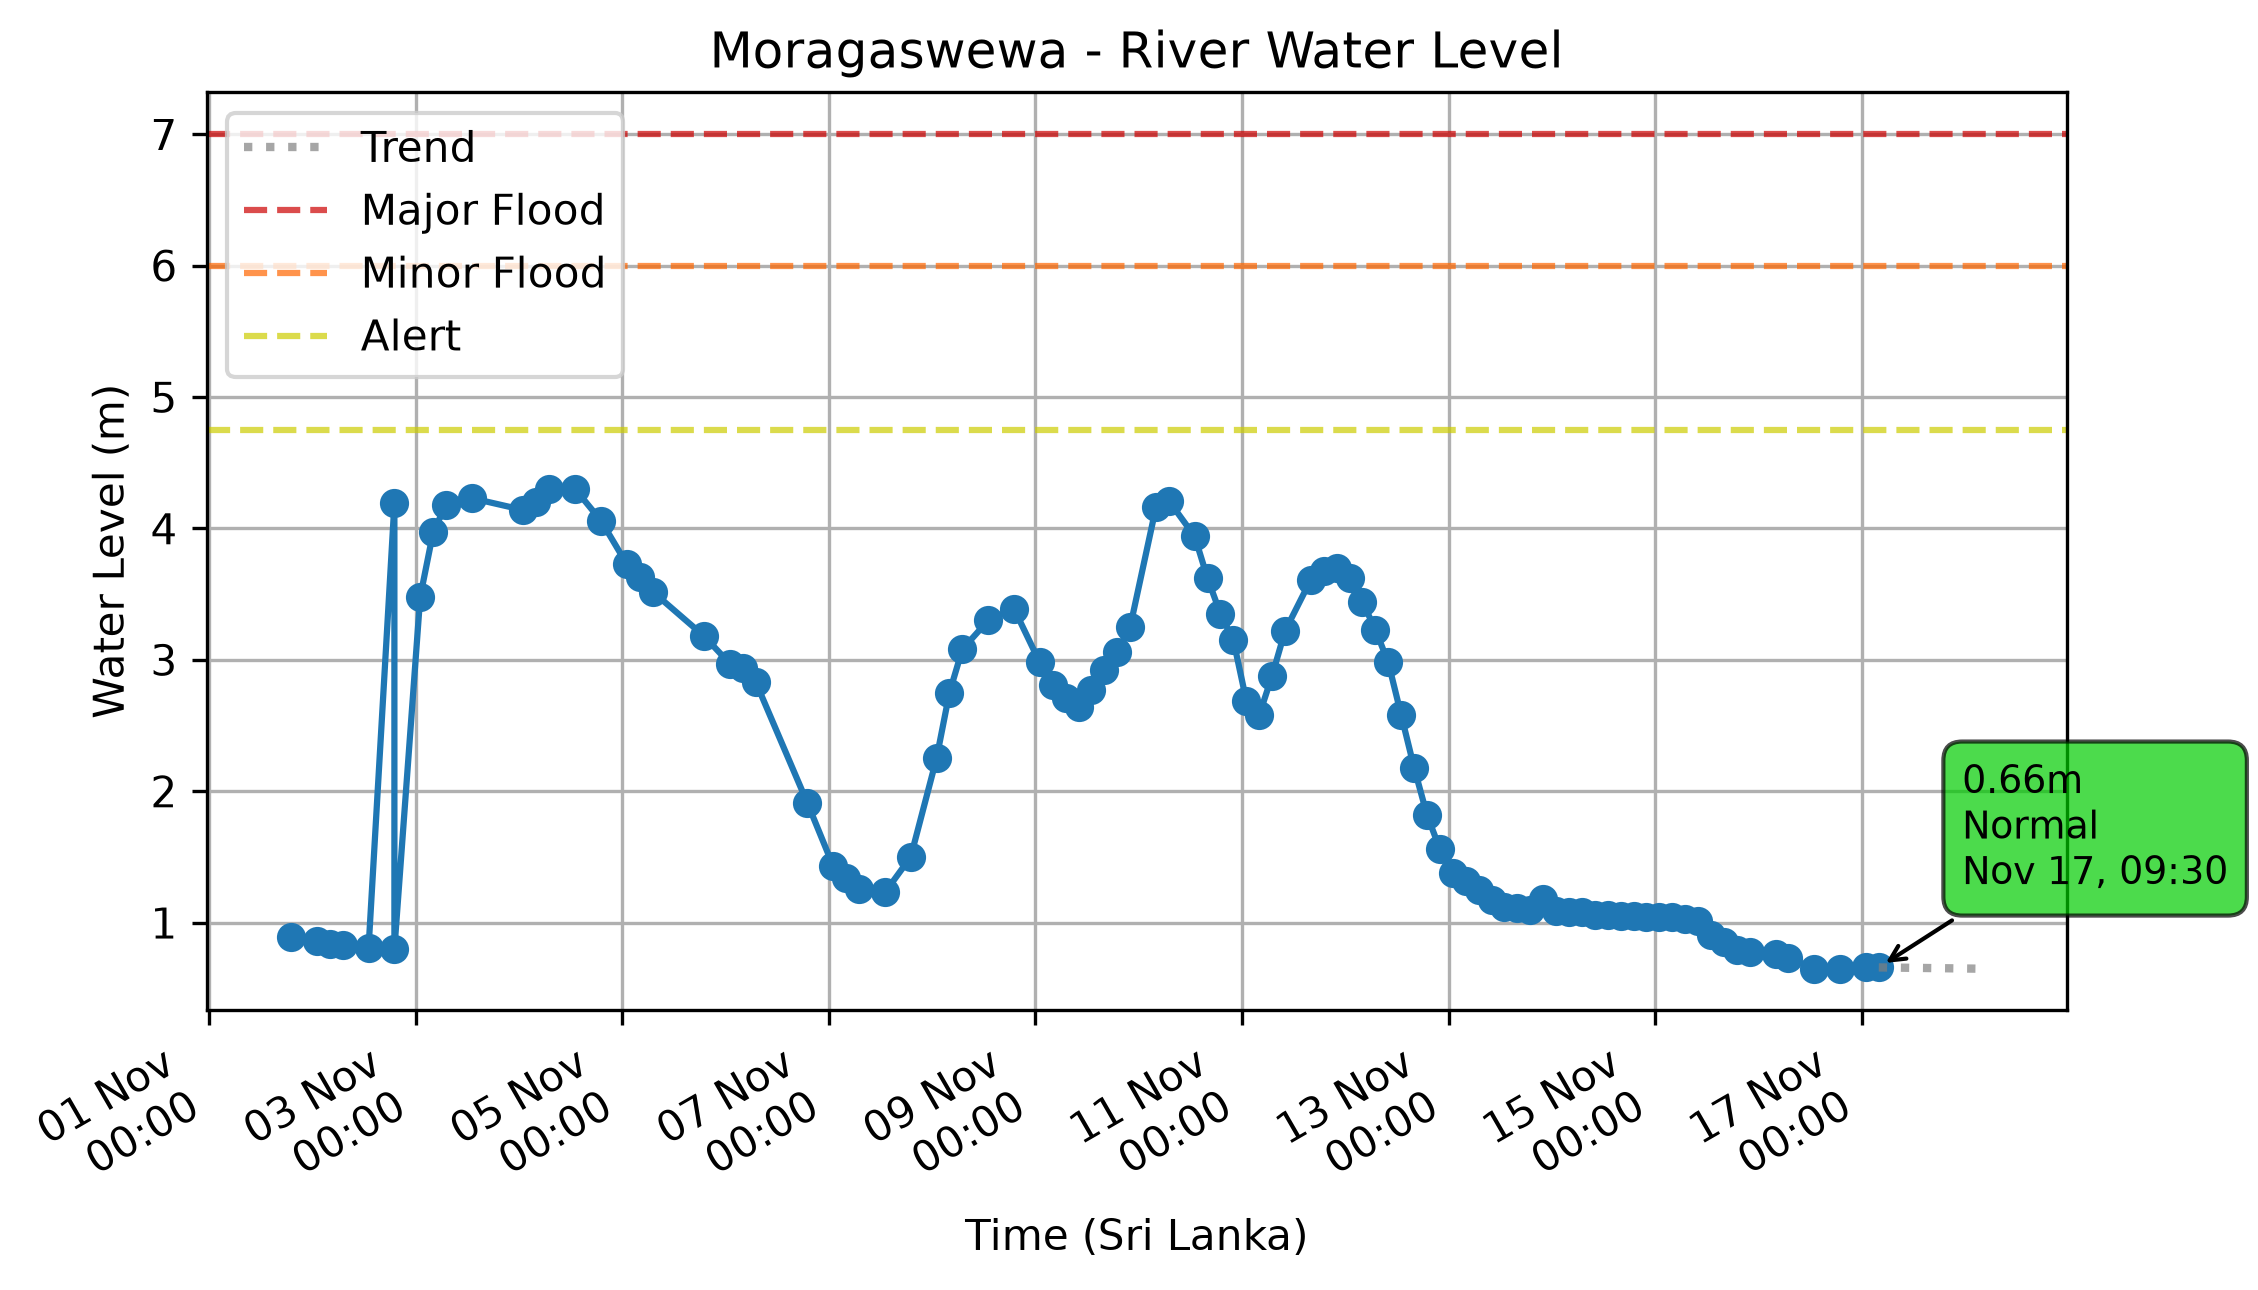 Moragaswewa - River Water Level
Trend
Major Flood
Minor Flood
Alert
7
6
5
4
3
2
1
Water Level (m)
0.66m
Normal
Nov 17, 09:30
01 Nov
00:00
03 Nov
00:00
05 Nov
00:00
07 Nov
00:00
09 Nov
00:00
11 Nov
00:00
13 Nov
00:00
15 Nov
00:00
17 Nov
00:00
Time (Sri Lanka)